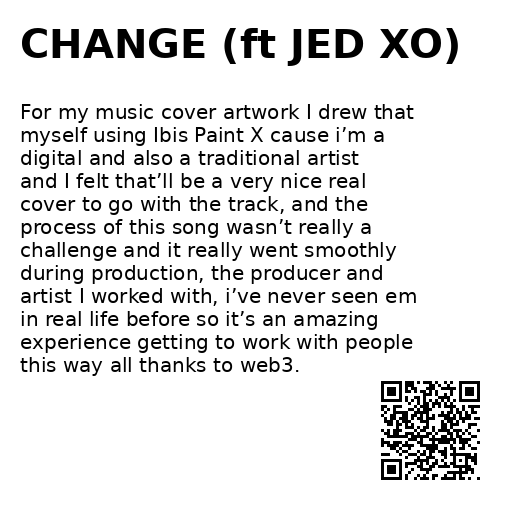 CHANGE (ft JED XO)
For my music cover artwork I drew that
myself using Ibis Paint X cause i’m a
digital and also a traditional artist
and I felt that’ll be a very nice real
cover to go with the track, and the
process of this song wasn’t really a
challenge and it really went smoothly
during production, the producer and
artist I worked with, i’ve never seen em
in real life before so it’s an amazing
experience getting to work with people
this way all thanks to web3.